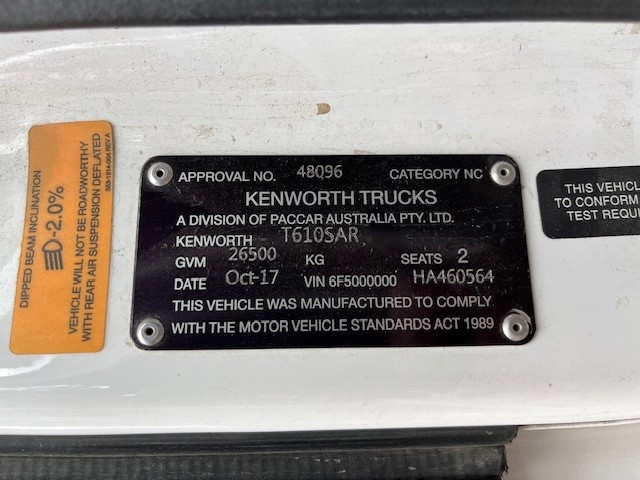 DIPPED BEAM INCLINATION
-2.0%
VEHICLE WILL NOT BE ROADWORTHY
WITH REAR AIR SUSPENSION DEFLATED
APPROVAL NO. 48096 CATEGORY NC
KENWORTH TRUCKS
A DIVISION OF PACCAR AUSTRALIA PTY. LTD.
KENWORTH T610SAR
GVM 26500 KG SEATS 2
DATE Oct-17 VIN 6F5000000 HA460564
THIS VEHICLE WAS MANUFACTURED TO COMPLY
WITH THE MOTOR VEHICLE STANDARDS ACT 1989
THIS VEHICL
TO CONFORM
TEST REQU